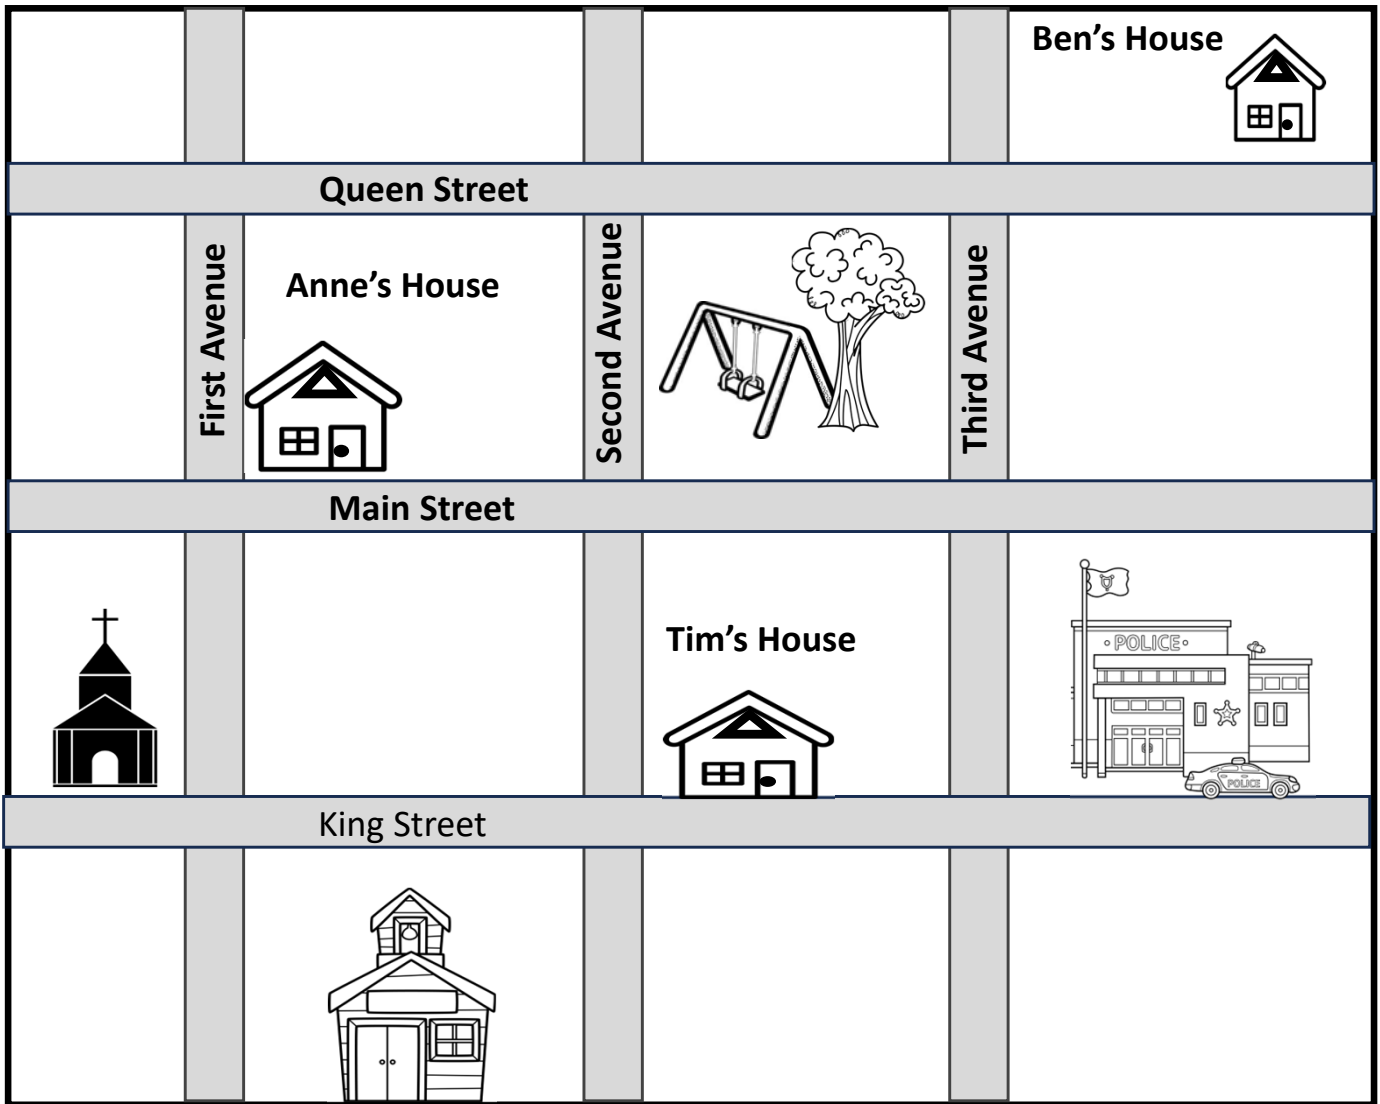 Ben’s House
Queen Street
First Avenue
Anne’s House
Second Avenue
Third Avenue
Main Street
Tim’s House
POLICE
POLICE
King Street